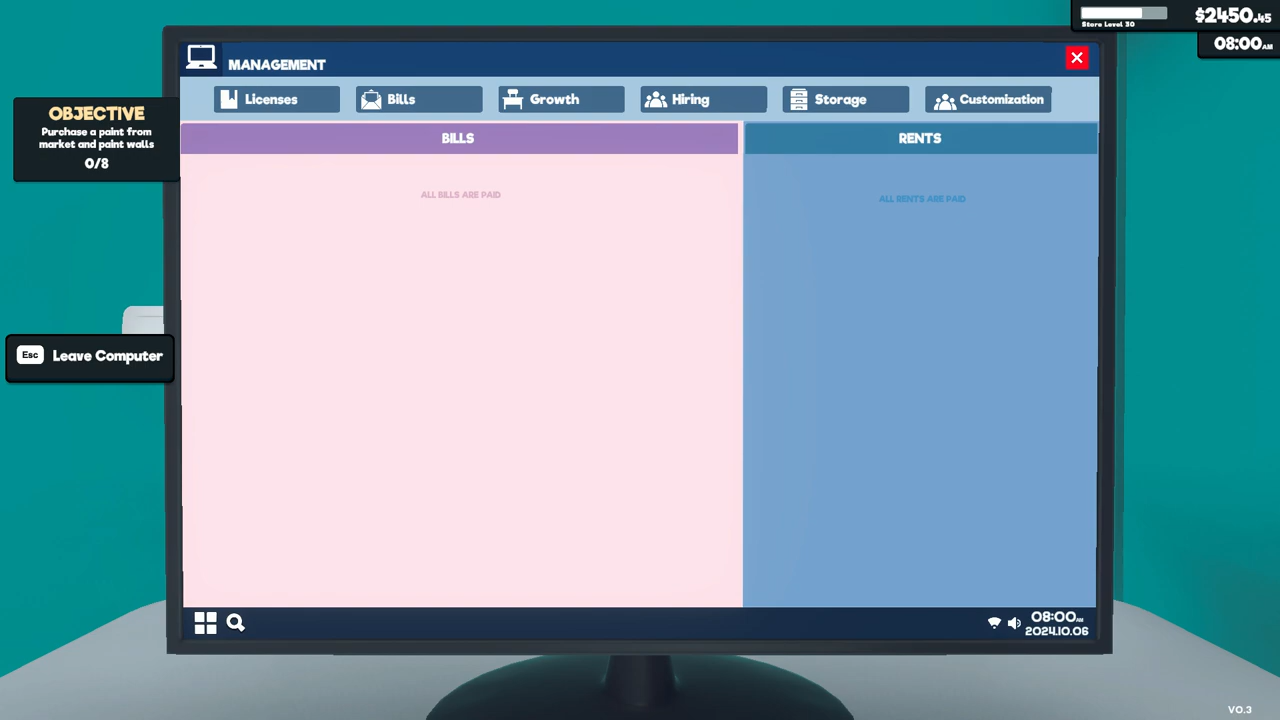 Store Level 30
$2450.45
08:00AM
MANAGEMENT
Licenses
Bills
Growth
Hiring
Storage
Customization
OBJECTIVE
Purchase a paint from
market and paint walls
0/8
BILLS
RENTS
ALL BILLS ARE PAID
ALL RENTS ARE PAID
Esc
Leave Computer
08:00AM
2024.10.06
V0.3